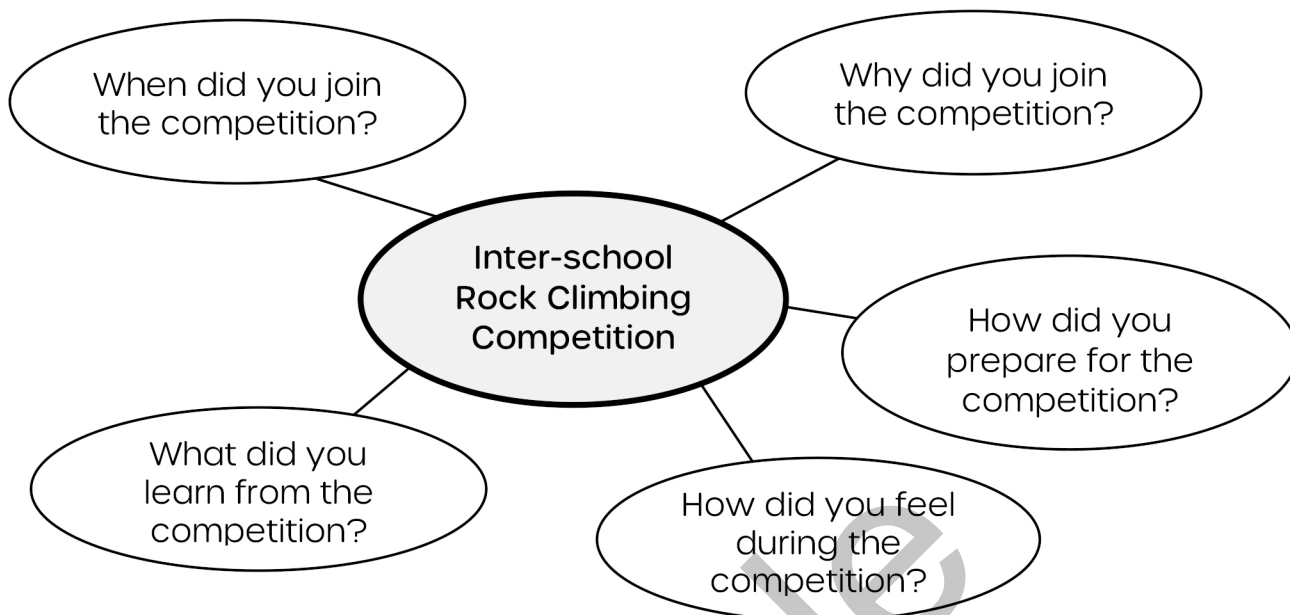 When did you join
the competition?
Why did you join
the competition?
Inter-school
Rock Climbing
Competition
How did you
prepare for the
competition?
What did you
learn from the
competition?
How did you feel
during the
competition?